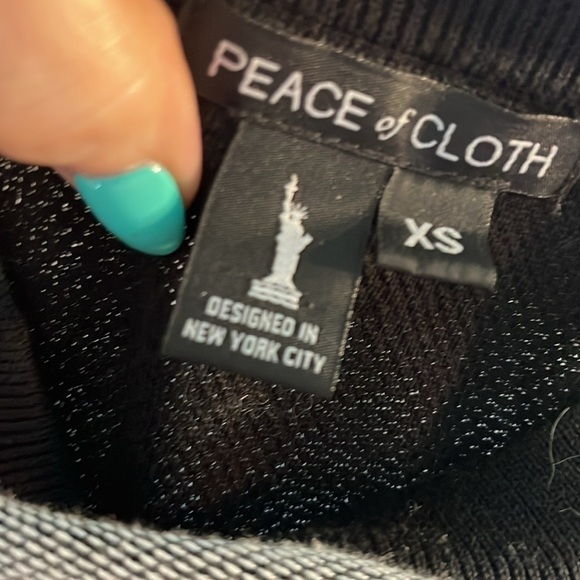 PEACE of CLOTH
XS
DESIGNED IN
NEW YORK CITY